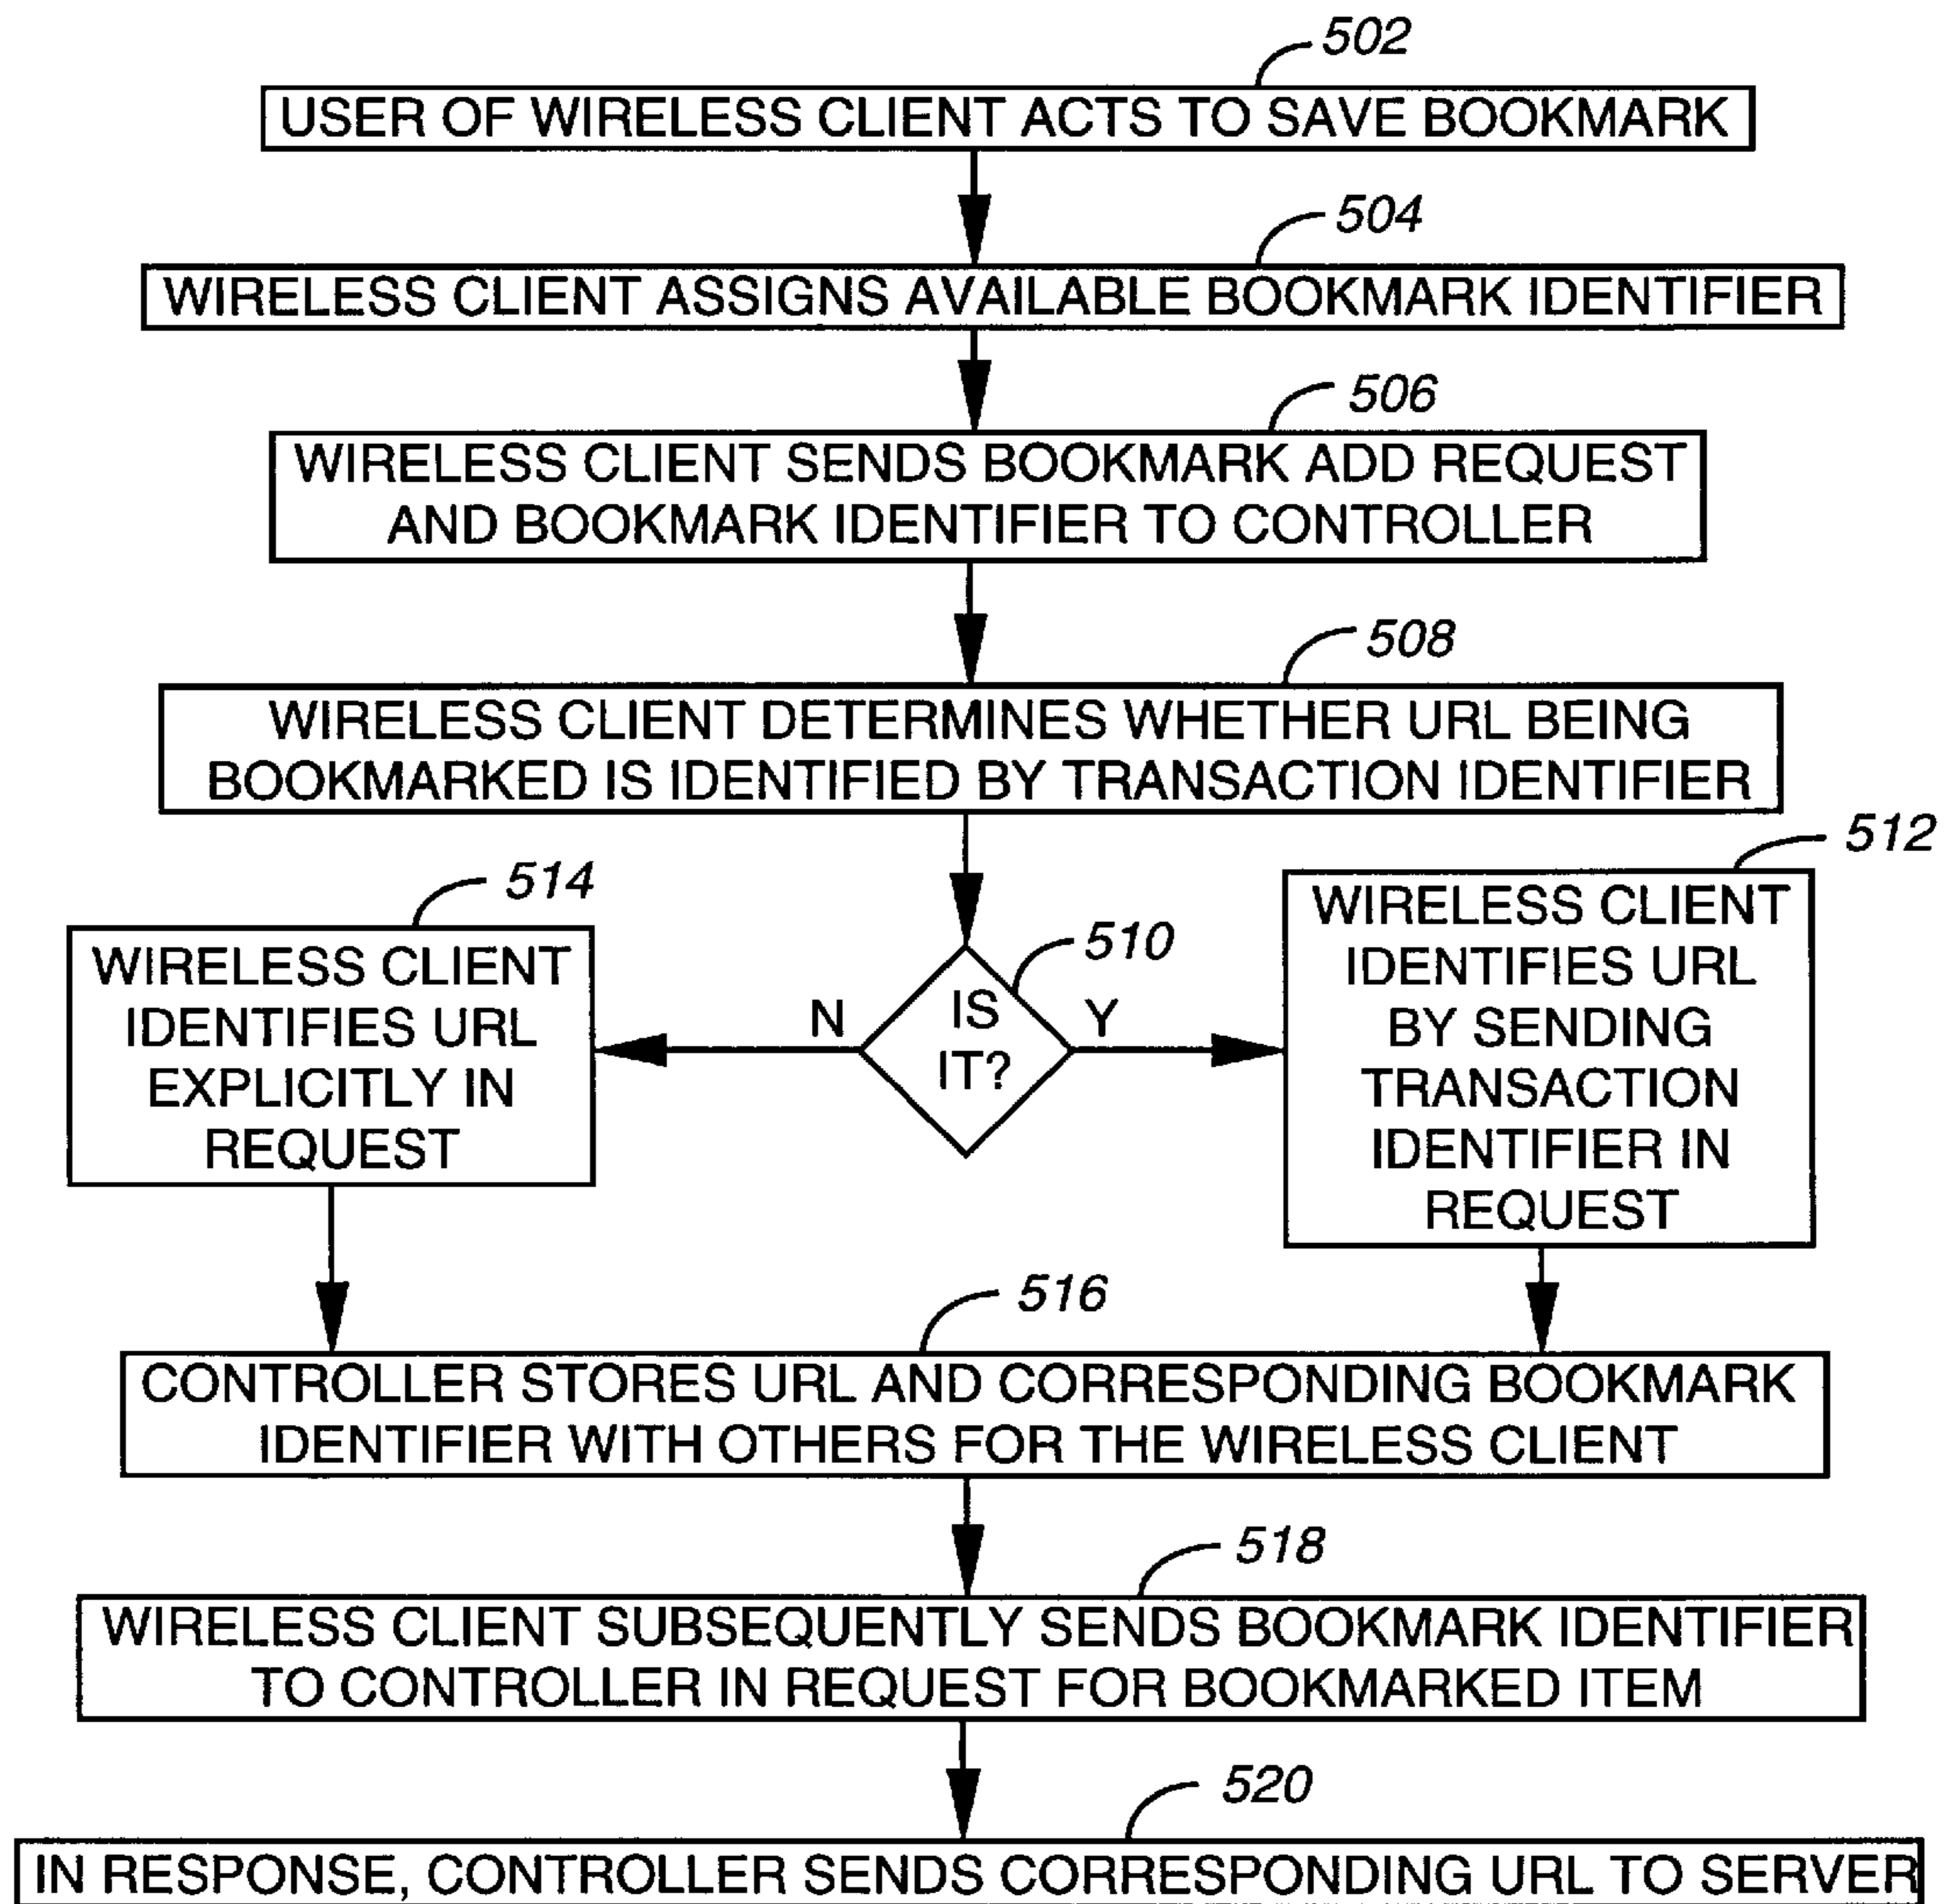 502
USER OF WIRELESS CLIENT ACTS TO SAVE BOOKMARK
504
WIRELESS CLIENT ASSIGNS AVAILABLE BOOKMARK IDENTIFIER
506
WIRELESS CLIENT SENDS BOOKMARK ADD REQUEST
AND BOOKMARK IDENTIFIER TO CONTROLLER
508
WIRELESS CLIENT DETERMINES WHETHER URL BEING
BOOKMARKED IS IDENTIFIED BY TRANSACTION IDENTIFIER
514
WIRELESS CLIENT
IDENTIFIES URL
EXPLICITLY IN
REQUEST
510
N
IS
IT?
Y
512
WIRELESS CLIENT
IDENTIFIES URL
BY SENDING
TRANSACTION
IDENTIFIER IN
REQUEST
516
CONTROLLER STORES URL AND CORRESPONDING BOOKMARK
IDENTIFIER WITH OTHERS FOR THE WIRELESS CLIENT
518
WIRELESS CLIENT SUBSEQUENTLY SENDS BOOKMARK IDENTIFIER
TO CONTROLLER IN REQUEST FOR BOOKMARKED ITEM
520
IN RESPONSE, CONTROLLER SENDS CORRESPONDING URL TO SERVER